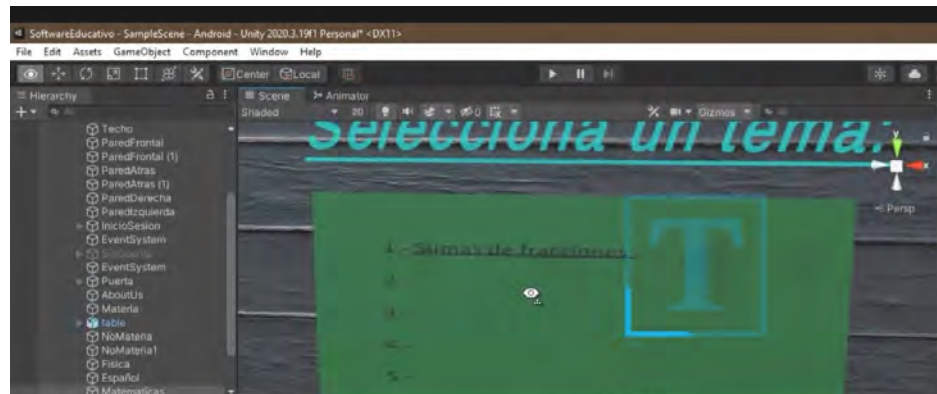 SoftwareEducativo - SampleScene - Android - Unity 2020.3.19f1 Personal* <DX11>
File Edit Assets GameObject Component Window Help
Center Local
Hierarchy
Scene Animator
Shaded 2D 0 Gizmos
Techo
ParedFrontal
ParedFrontal (1)
ParedAtras
ParedAtras (1)
ParedDerecha
ParedIzquierda
InicioSesion
EventSystem
EventSystem
Puerta
AboutUs
Materia
table
NoMateria
NoMateria1
Fisica
Español
Matematicas
Selecciona un tema:
1.- Sumas de fracciones.
2.-
3.-
4.-
5.-
T
y
x
Persp